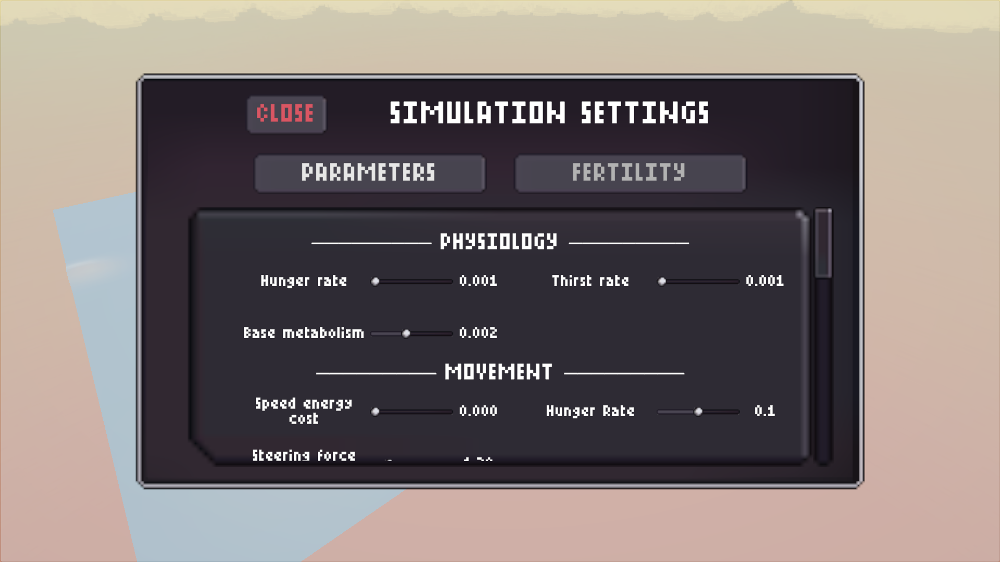 CLOSE
SIMULATION SETTINGS
PARAMETERS
FERTILITY
PHYSIOLOGY
Hunger rate
0.001
Thirst rate
0.001
Base metabolism
0.002
MOVEMENT
Speed energy
cost
0.000
Hunger Rate
0.1
Steering force